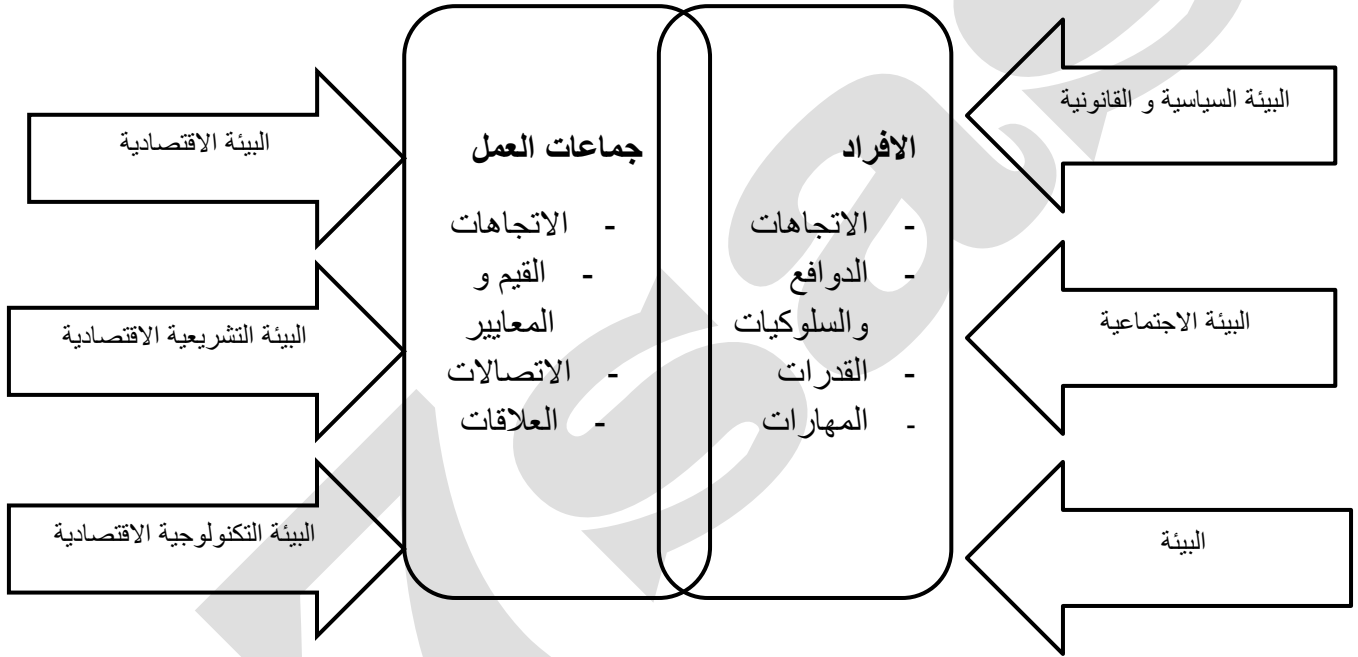 البيئة السياسية و القانونية
البيئة الاجتماعية
البيئة
الافراد
- الاتجاهات
- الدوافع
والسلوكيات
- القدرات
- المهارات
جماعات العمل
- الاتجاهات
- القيم و
المعايير
- الاتصالات
- العلاقات
البيئة الاقتصادية
البيئة التشريعية الاقتصادية
البيئة التكنولوجية الاقتصادية